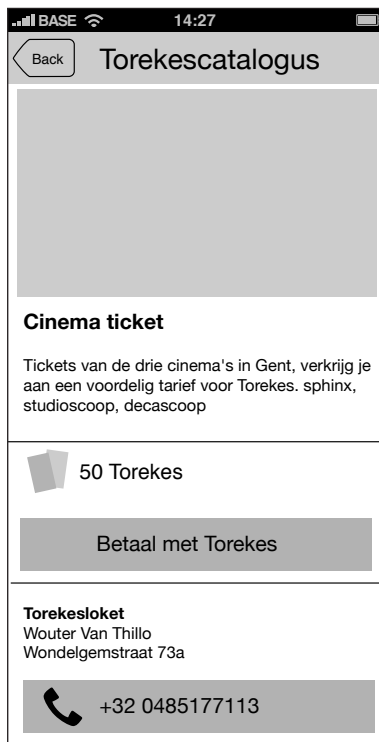 BASE 14:27
Back Torekescatalogus
Cinema ticket
Tickets van de drie cinema's in Gent, verkrijg je
aan een voordelig tarief voor Torekes. sphinx,
studioscoop, decascoop
50 Torekes
Betaal met Torekes
Torekesloket
Wouter Van Thillo
Wondelgemstraat 73a
+32 0485177113